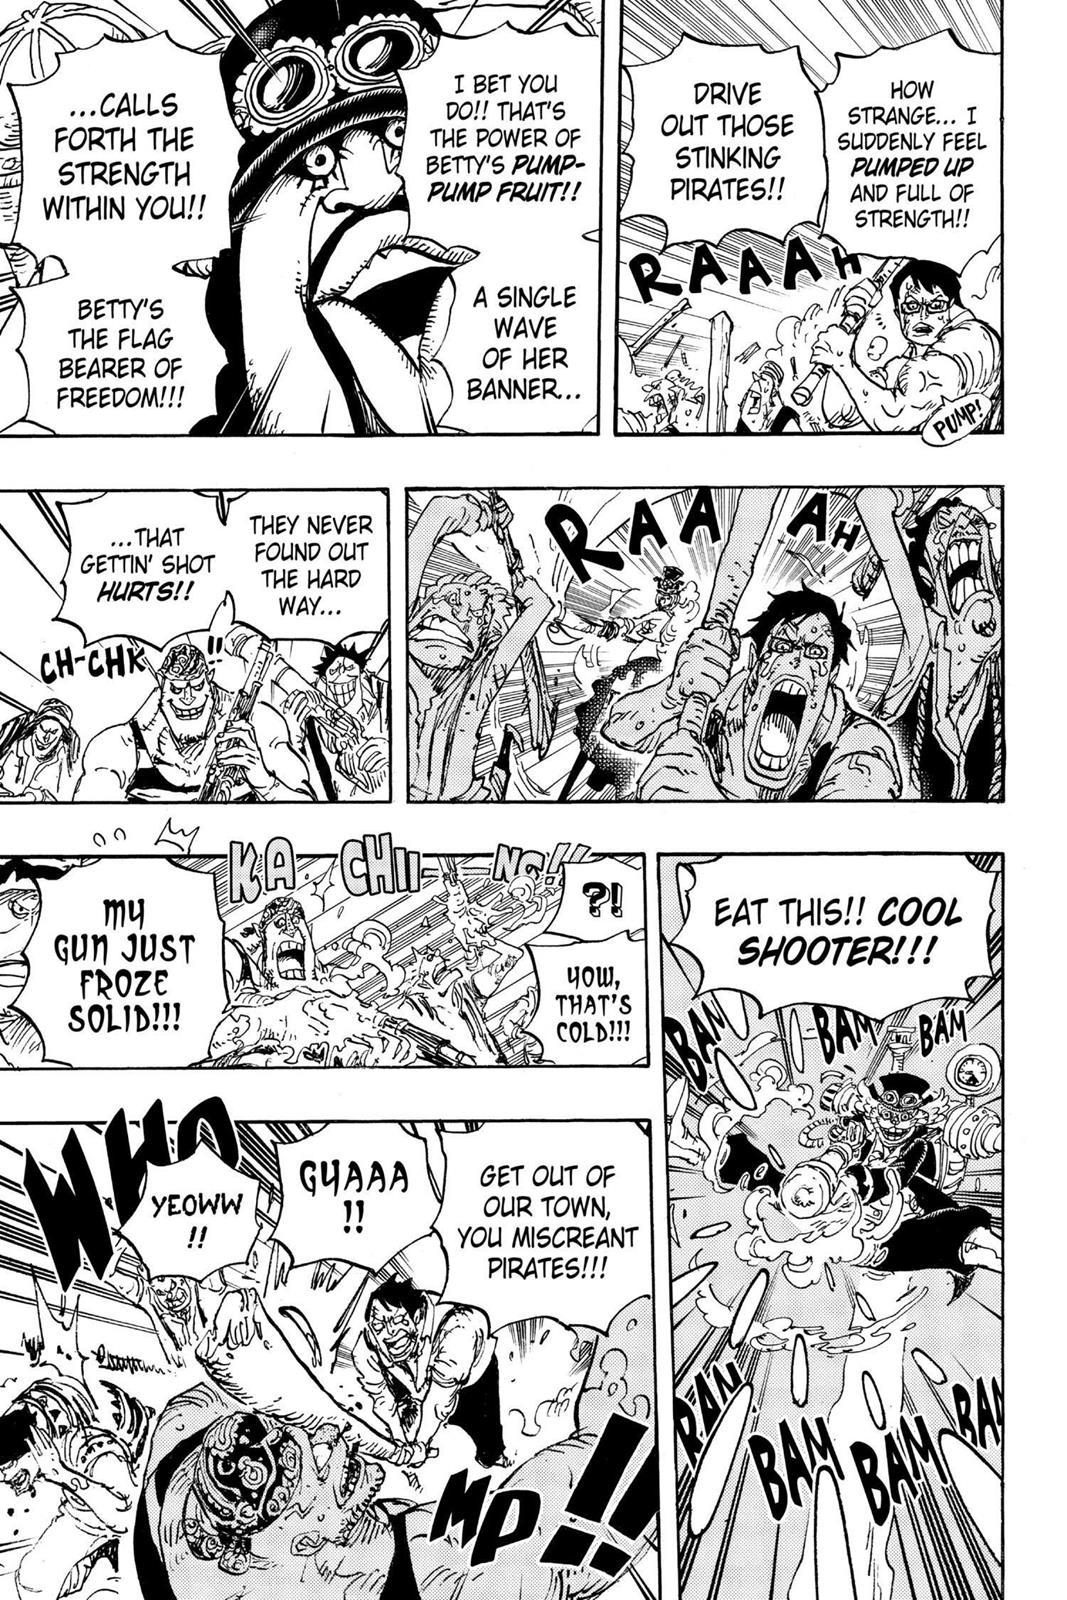 HOW
STRANGE... I
SUDDENLY FEEL
PUMPED UP
AND FULL OF
STRENGTH!!
DRIVE
OUT THOSE
STINKING
PIRATES!!
RAAAAH
PUMP!
I BET YOU
DO!! THAT'S
THE POWER OF
BETTY'S PUMP-
PUMP FRUIT!!
A SINGLE
WAVE
OF HER
BANNER...
...CALLS
FORTH THE
STRENGTH
WITHIN YOU!!
BETTY'S
THE FLAG
BEARER OF
FREEDOM!!!
RAAAAH
THEY NEVER
FOUND OUT
THE HARD
WAY...
...THAT
GETTIN' SHOT
HURTS!!
!!
CH-CHK
EAT THIS!! COOL
SHOOTER!!!
BAM
BAM
BAM
BAM
BAM
BAM
BAM
KACHIING!!
?!
YOW,
THAT'S
COLD!!!
MY
GUN JUST
FROZE
SOLID!!!
GET OUT OF
OUR TOWN,
YOU MISCREANT
PIRATES!!!
GYAAA
!!
YEOWW
!!
WHOMP!!